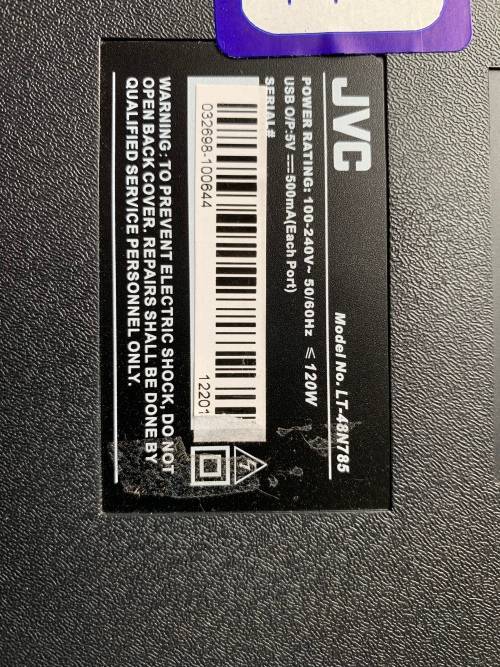 JVC
Model No. LT-48N785
POWER RATING: 100-240V~ 50/60Hz ≤ 120W
USB O/P:5V ⎓ 500mA(Each Port)
SERIAL#
032698-100644
12201
WARNING: TO PREVENT ELECTRIC SHOCK, DO NOT
OPEN BACK COVER. REPAIRS SHALL BE DONE BY
QUALIFIED SERVICE PERSONNEL ONLY.